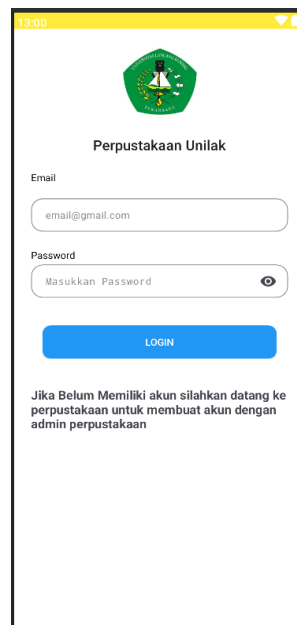 13:00
Perpustakaan Unilak
Email
email@gmail.com
Password
Masukkan Password
LOGIN
Jika Belum Memiliki akun silahkan datang ke
perpustakaan untuk membuat akun dengan
admin perpustakaan